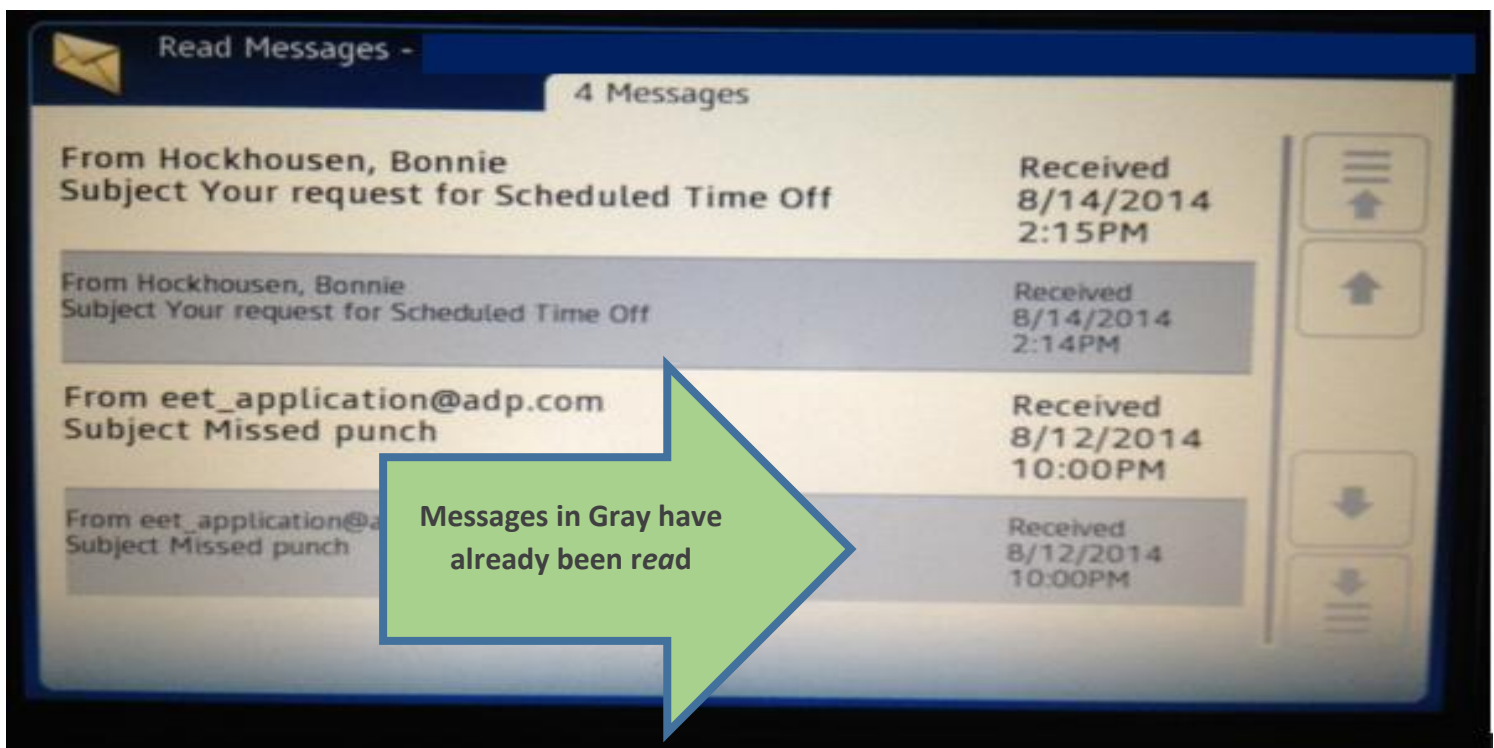 Read Messages -
4 Messages
From Hockhousen, Bonnie
Subject Your request for Scheduled Time Off
Received
8/14/2014
2:15PM
From Hockhousen, Bonnie
Subject Your request for Scheduled Time Off
Received
8/14/2014
2:14PM
From eet_application@adp.com
Subject Missed punch
Received
8/12/2014
10:00PM
From eet_application@a
Subject Missed punch
Received
8/12/2014
10:00PM
Messages in Gray have
already been read